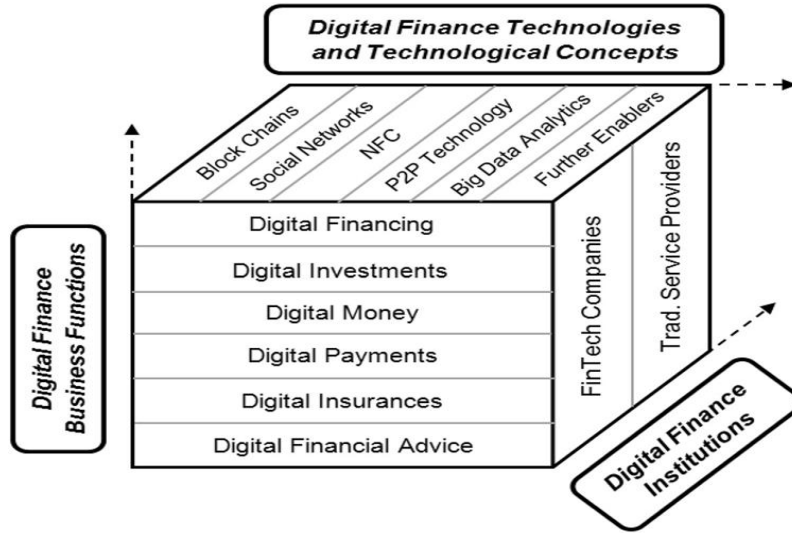 Digital Finance Technologies
and Technological Concepts
Block Chains
Social Networks
NFC
P2P Technology
Big Data Analytics
Further Enablers
Digital Finance
Business Functions
Digital Financing
Digital Investments
Digital Money
Digital Payments
Digital Insurances
Digital Financial Advice
FinTech Companies
Trad. Service Providers
Digital Finance
Institutions